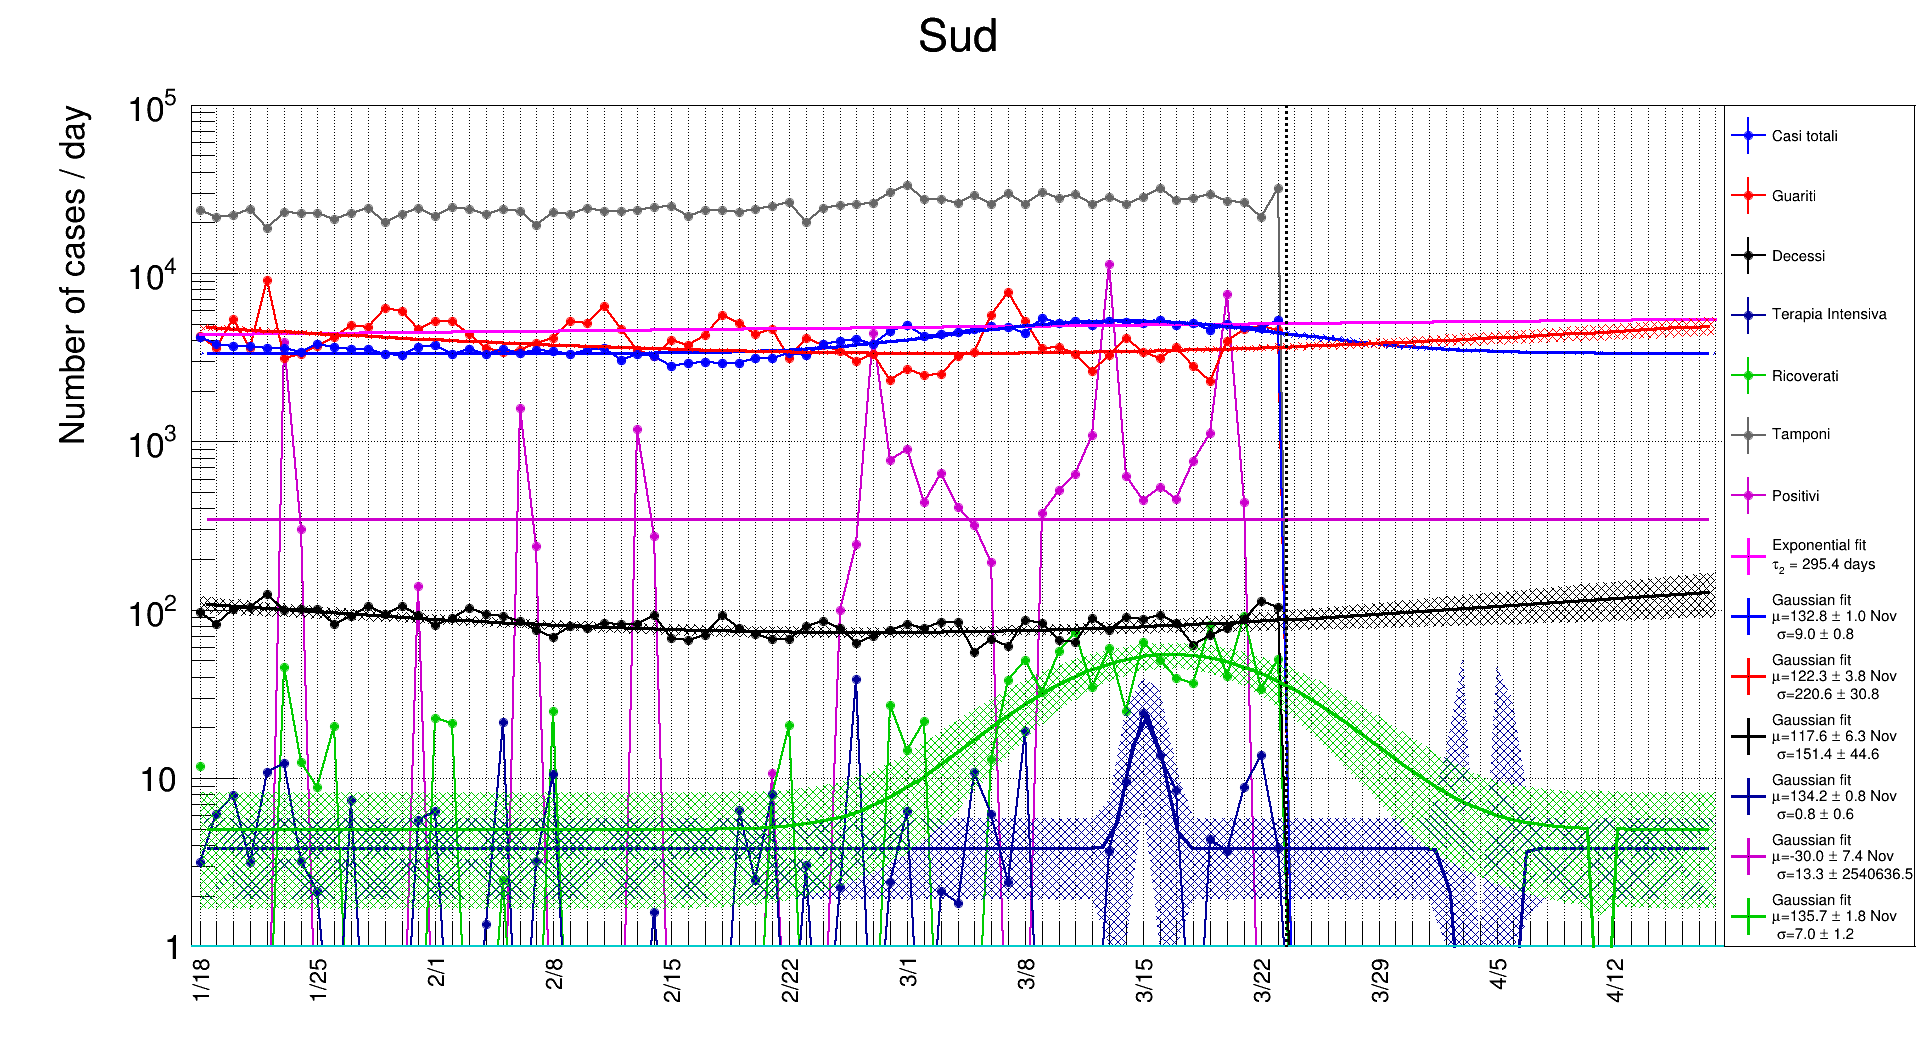 Sud
Number of cases / day
10^5
10^4
10^3
10^2
10
1
1/18
1/25
2/1
2/8
2/15
2/22
3/1
3/8
3/15
3/22
3/29
4/5
4/12
Casi totali
Guariti
Decessi
Terapia Intensiva
Ricoverati
Tamponi
Positivi
Exponential fit
τ₂ = 295.4 days
Gaussian fit
μ=132.8 ± 1.0 Nov
σ=9.0 ± 0.8
Gaussian fit
μ=122.3 ± 3.8 Nov
σ=220.6 ± 30.8
Gaussian fit
μ=117.6 ± 6.3 Nov
σ=151.4 ± 44.6
Gaussian fit
μ=134.2 ± 0.8 Nov
σ=0.8 ± 0.6
Gaussian fit
μ=-30.0 ± 7.4 Nov
σ=13.3 ± 2540636.5
Gaussian fit
μ=135.7 ± 1.8 Nov
σ=7.0 ± 1.2